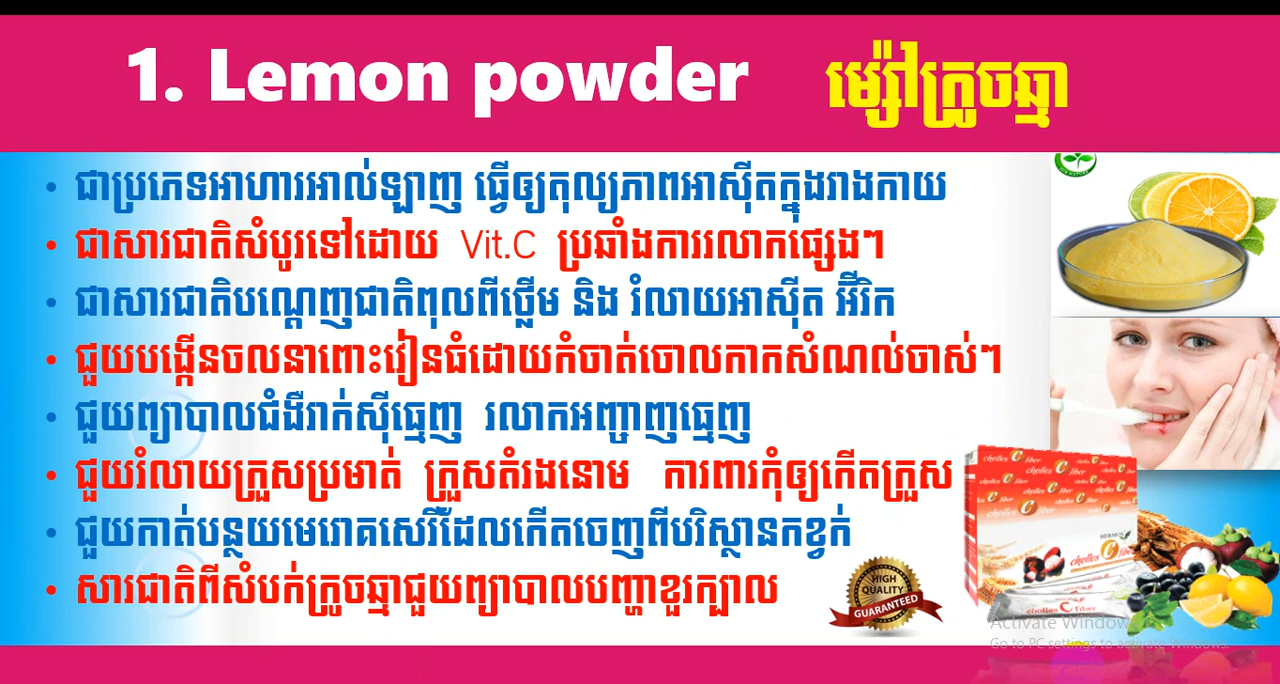 1. Lemon powder ម្ស៉ៅក្រូចឆ្មា
• ជាប្រភេទអាហារអាល់ឡាញ ធ្វើឲ្យតុល្យភាពអាស៊ីតក្នុងរាងកាយ
• ជាសារជាតិសំបូរទៅដោយ Vit.C ប្រឆាំងការរលាកផ្សេងៗ
• ជាសារជាតិបណ្តេញជាតិពុលពីថ្លើម និង រំលាយអាស៊ីត អ៊ីរិក
• ជួយបង្កើនចលនាពោះវៀនធំដោយកំចាត់ចោលកាកសំណល់ចាស់ៗ
• ជួយព្យាបាលជំងឺរាក់ស៊ីធ្មេញ រលាកអញ្ចាញធ្មេញ
• ជួយរំលាយក្រួសប្រមាត់ ក្រួសតំរងនោម ការពារកុំឲ្យកើតក្រួស
• ជួយកាត់បន្ថយមេរោគសេរីដែលកើតចេញពីបរិស្ថានកខ្វក់
• សារជាតិពីសំបក់ក្រូចឆ្មាជួយព្យាបាលបញ្ហាឈឺក្បាល
HIGH
QUALITY
GUARANTEED
cholles C fiber
Activate Window
Go to PC settings to activate Windows.